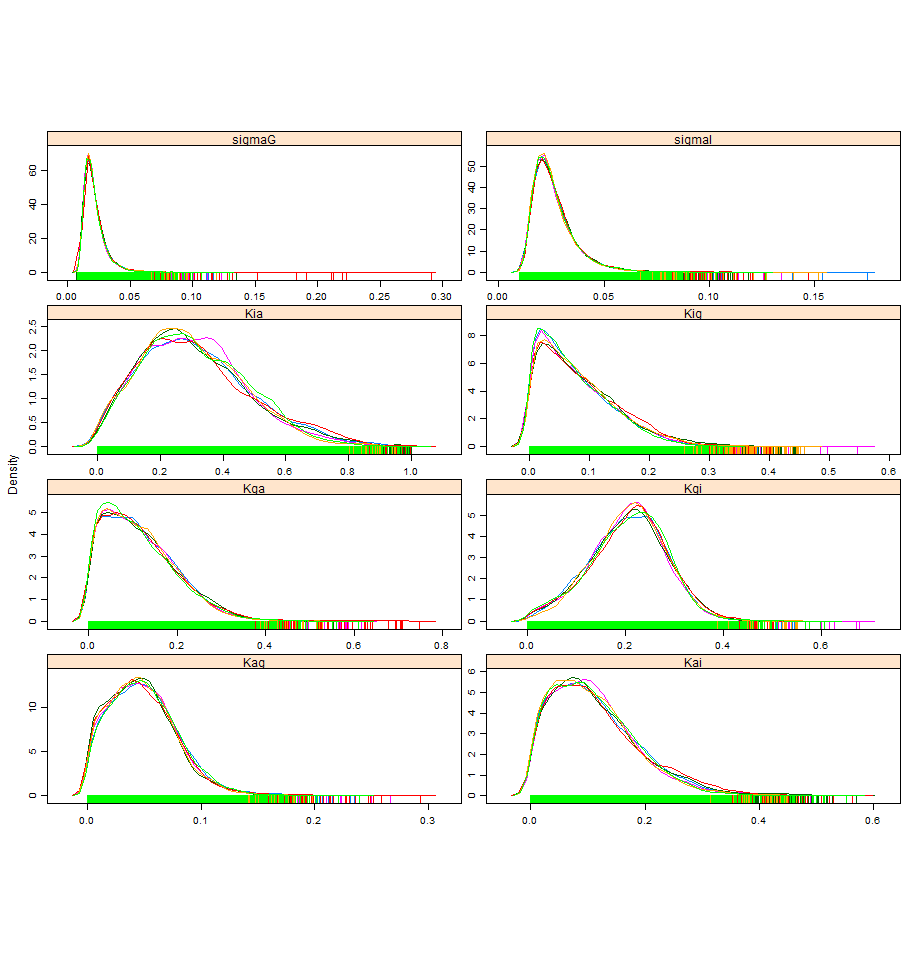 sigmaG
sigmaI
0
20
40
60
0.00 0.05 0.10 0.15 0.20 0.25 0.30
0
10
20
30
40
50
0.00 0.05 0.10 0.15
Kia
Kig
0.0
0.5
1.0
1.5
2.0
2.5
0.0 0.2 0.4 0.6 0.8 1.0
0
2
4
6
8
0.0 0.1 0.2 0.3 0.4 0.5 0.6
Density
Kga
Kgi
0
1
2
3
4
5
0.0 0.2 0.4 0.6 0.8
0
1
2
3
4
5
0.0 0.2 0.4 0.6
Kag
Kai
0
5
10
0.0 0.1 0.2 0.3
0
1
2
3
4
5
6
0.0 0.2 0.4 0.6